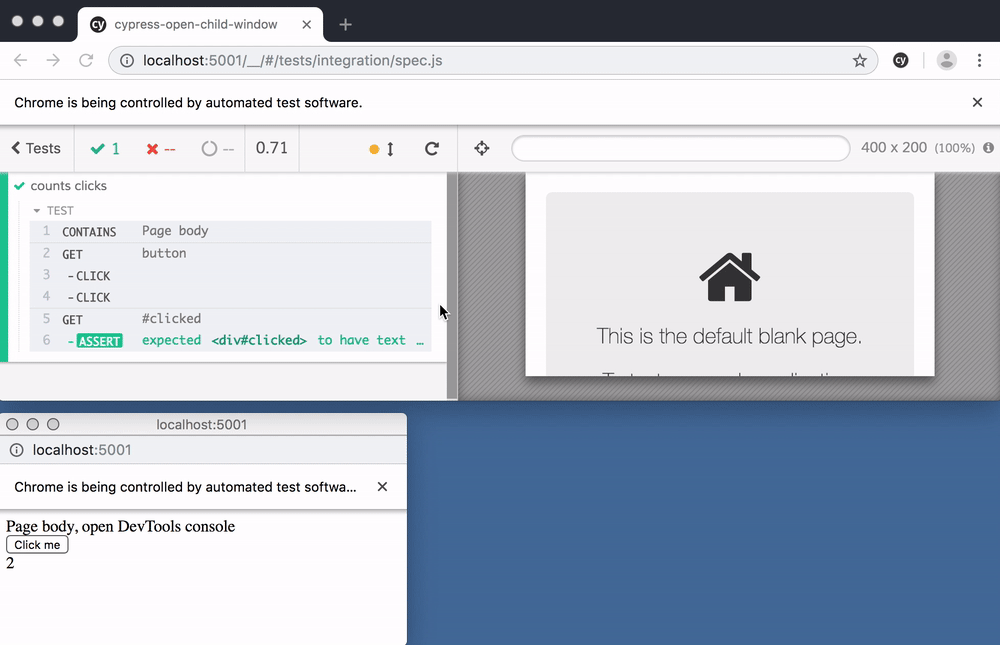 cypress-open-child-window
localhost:5001/__/#/tests/integration/spec.js
Chrome is being controlled by automated test software.
Tests 1 -- -- 0.71 400 x 200 (100%)
counts clicks
TEST
1 CONTAINS Page body
2 GET button
3 -CLICK
4 -CLICK
5 GET #clicked
6 -ASSERT expected <div#clicked> to have text …
This is the default blank page.
localhost:5001
localhost:5001
Chrome is being controlled by automated test softwa...
Page body, open DevTools console
Click me
2